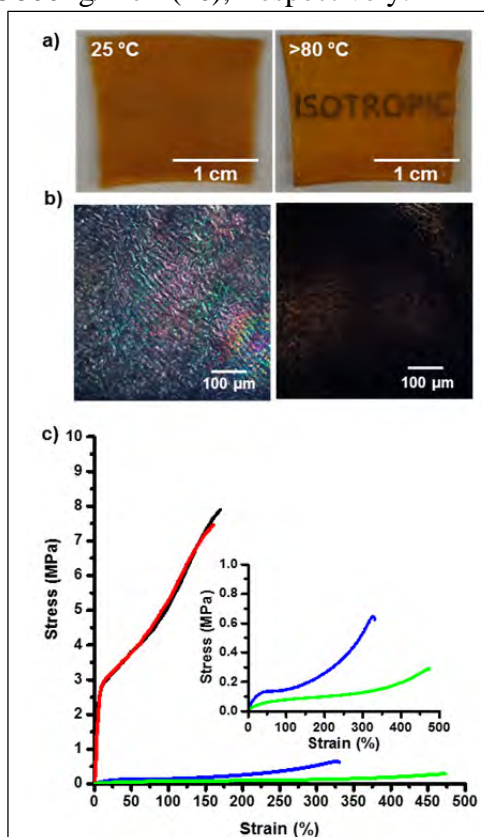 a)
25 ºC
>80 ºC
ISOTROPIC
1 cm
1 cm
b)
100 µm
100 µm
c)
10
9
8
7
6
5
4
3
2
1
0
Stress (MPa)
0 50 100 150 200 250 300 350 400 450 500
Strain (%)
1.0
0.8
0.6
0.4
0.2
0.0
Stress (MPa)
0 100 200 300 400 500
Strain (%)